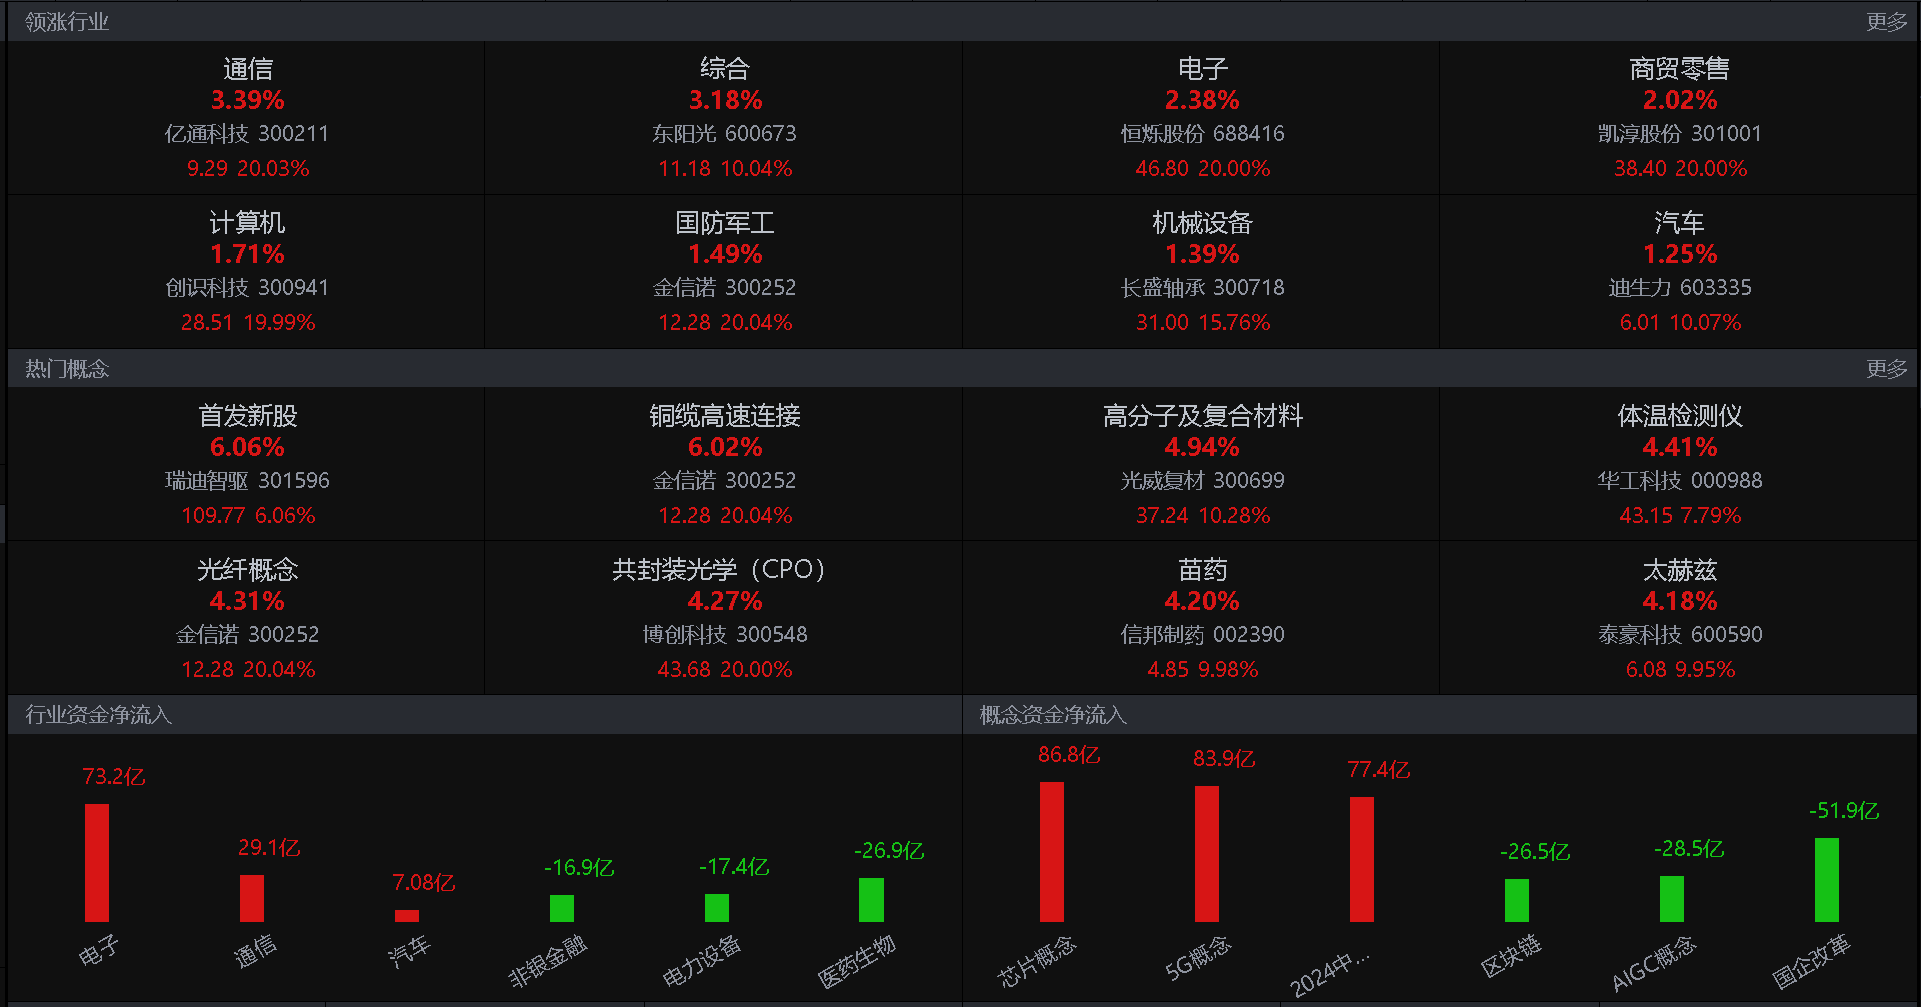 领涨行业 更多
通信 综合 电子 商贸零售
3.39% 3.18% 2.38% 2.02%
亿通科技 300211 东阳光 600673 恒烁股份 688416 凯淳股份 301001
9.29 20.03% 11.18 10.04% 46.80 20.00% 38.40 20.00%
计算机 国防军工 机械设备 汽车
1.71% 1.49% 1.39% 1.25%
创识科技 300941 金信诺 300252 长盛轴承 300718 迪生力 603335
28.51 19.99% 12.28 20.04% 31.00 15.76% 6.01 10.07%
热门概念 更多
首发新股 铜缆高速连接 高分子及复合材料 体温检测仪
6.06% 6.02% 4.94% 4.41%
瑞迪智驱 301596 金信诺 300252 光威复材 300699 华工科技 000988
109.77 6.06% 12.28 20.04% 37.24 10.28% 43.15 7.79%
光纤概念 共封装光学（CPO） 苗药 太赫兹
4.31% 4.27% 4.20% 4.18%
金信诺 300252 博创科技 300548 信邦制药 002390 泰豪科技 600590
12.28 20.04% 43.68 20.00% 4.85 9.98% 6.08 9.95%
行业资金净流入
73.2亿 29.1亿 7.08亿 -16.9亿 -17.4亿 -26.9亿
电子 通信 汽车 非银金融 电力设备 医药生物
概念资金净流入
86.8亿 83.9亿 77.4亿 -26.5亿 -28.5亿 -51.9亿
芯片概念 5G概念 2024中... 区块链 AIGC概念 国企改革